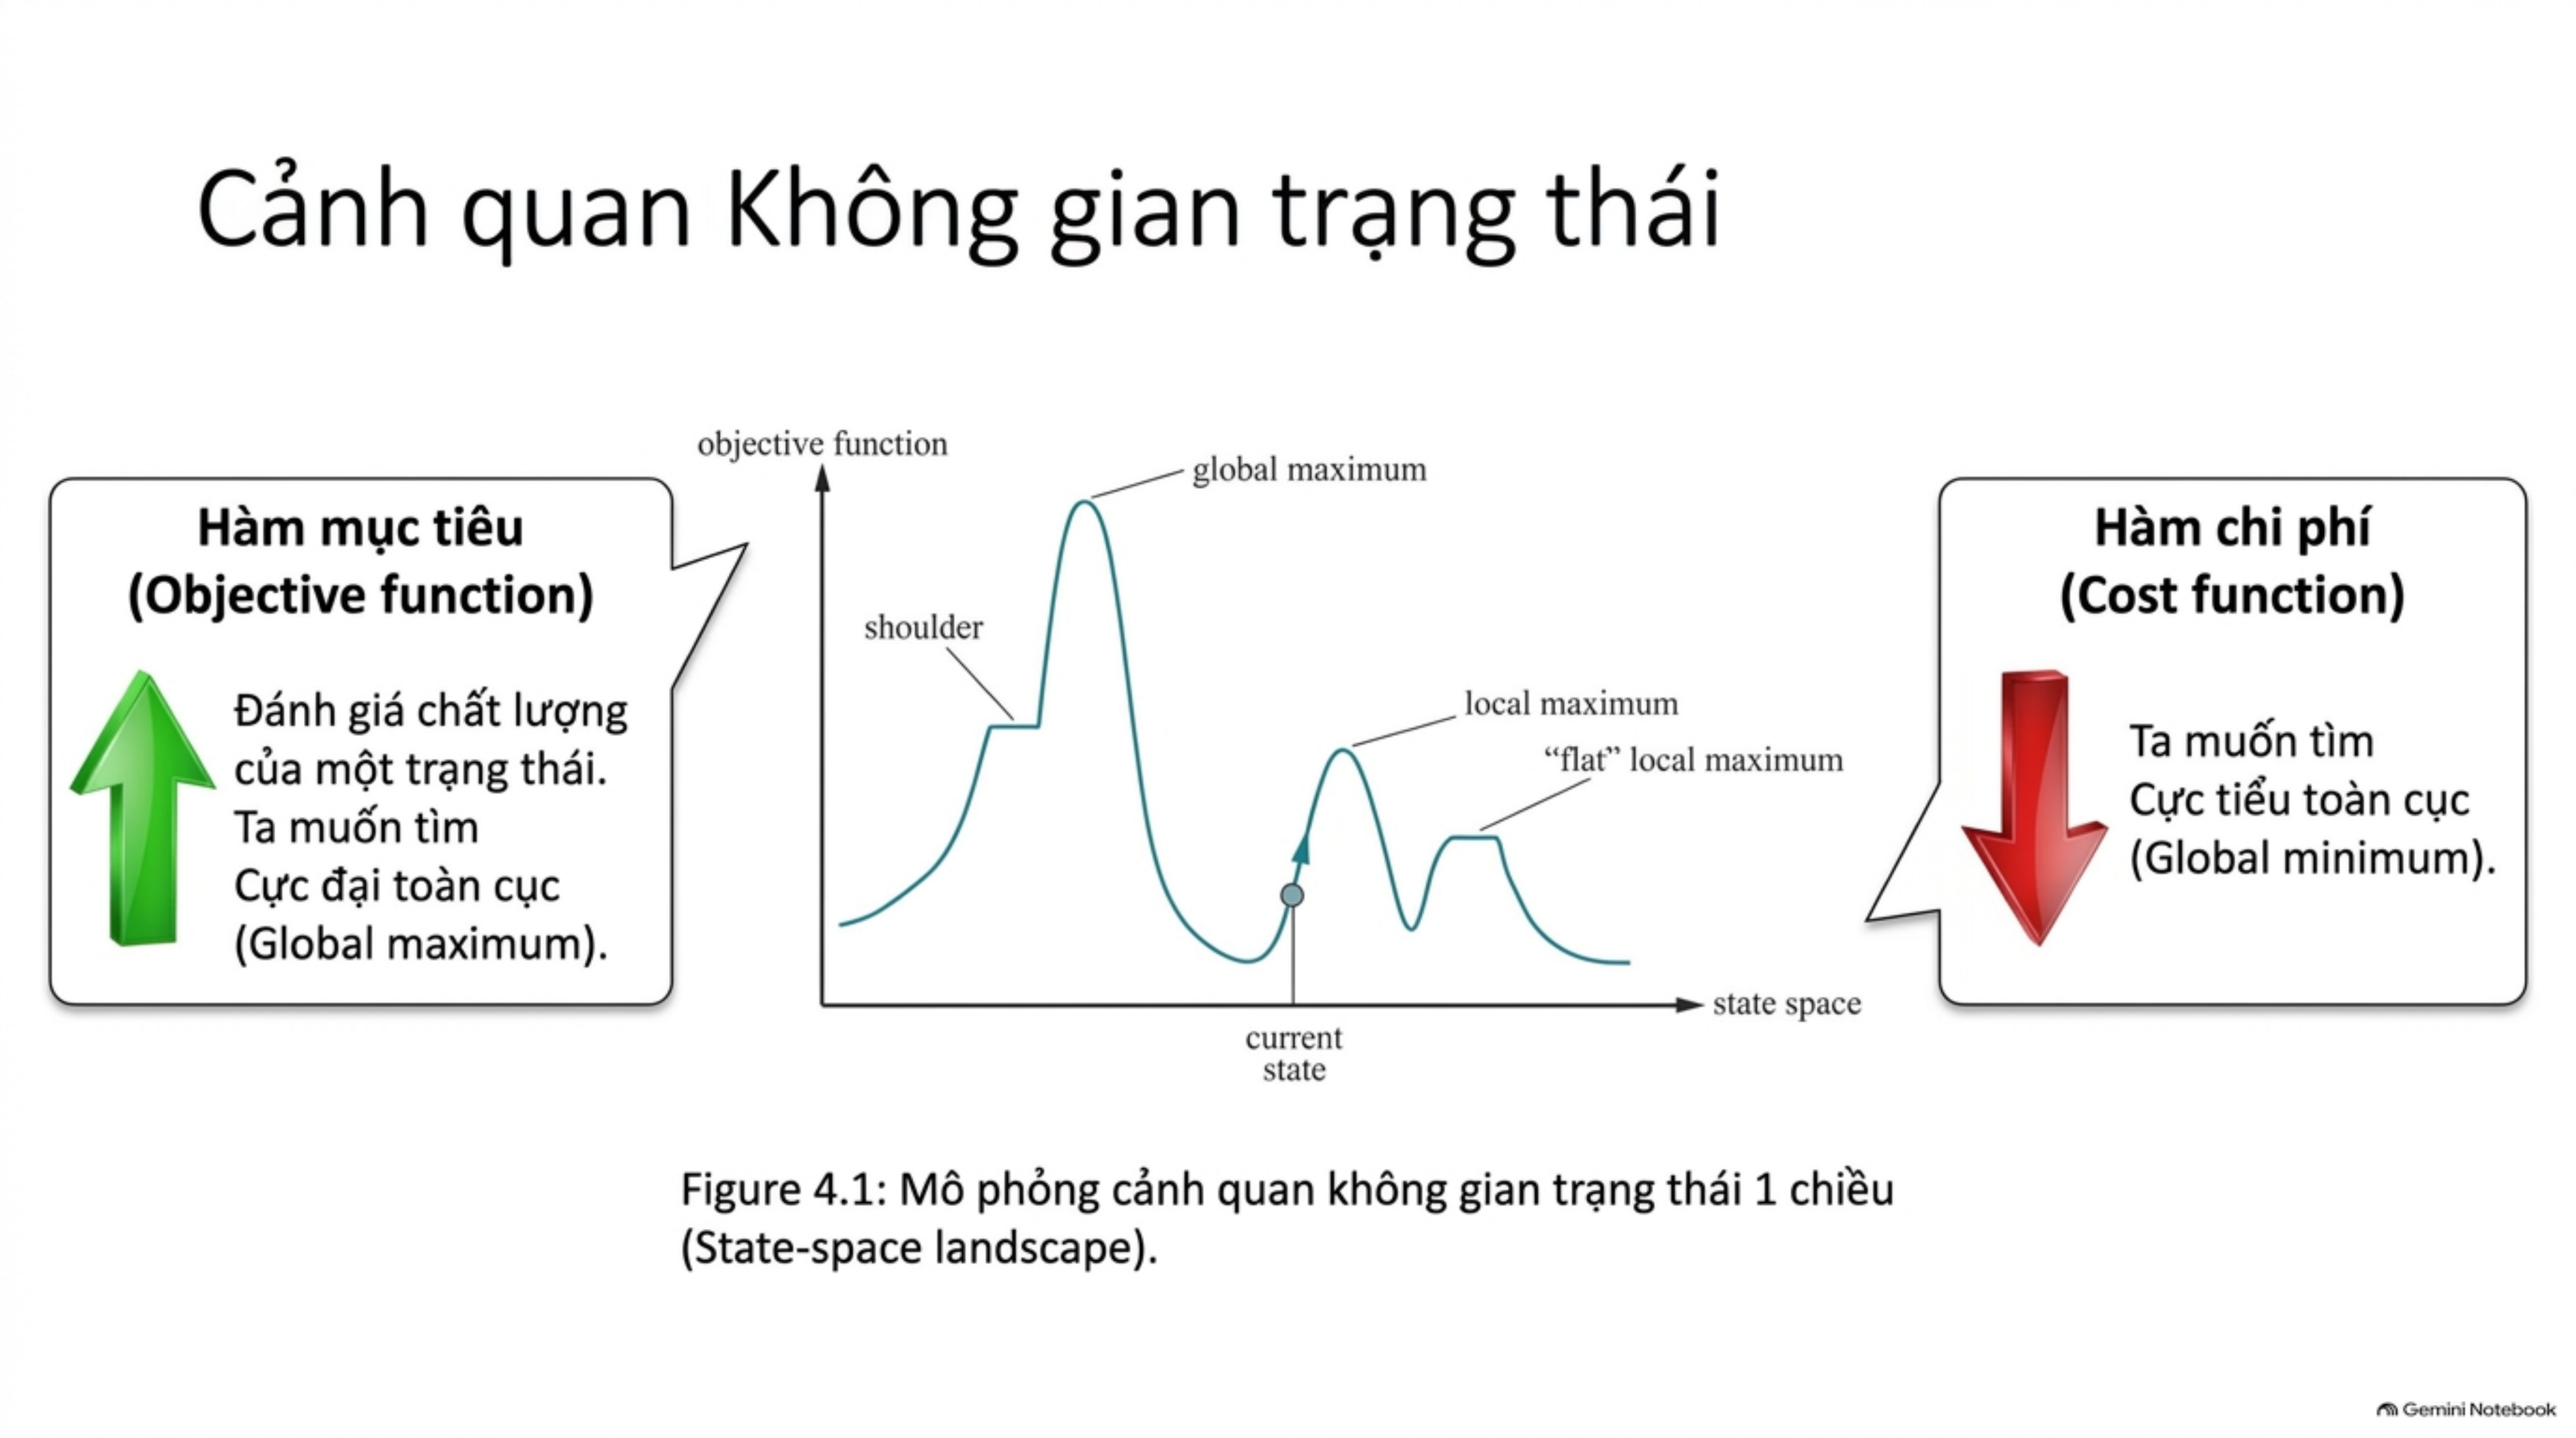 Cảnh quan Không gian trạng thái
Hàm mục tiêu
(Objective function)
Đánh giá chất lượng
của một trạng thái.
Ta muốn tìm
Cực đại toàn cục
(Global maximum).
objective function
global maximum
shoulder
local maximum
“flat” local maximum
state space
current
state
Hàm chi phí
(Cost function)
Ta muốn tìm
Cực tiểu toàn cục
(Global minimum).
Figure 4.1: Mô phỏng cảnh quan không gian trạng thái 1 chiều
(State-space landscape).
Gemini Notebook